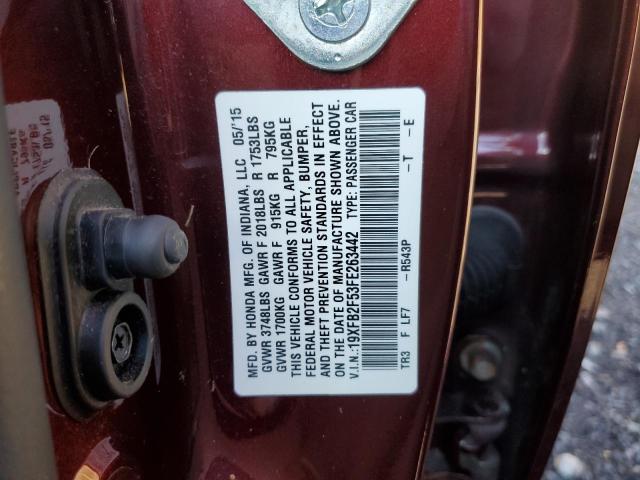 MFD. BY HONDA MFG. OF INDIANA, LLC 05/'15
GVWR 3748LBS GAWR F 2018LBS R 1753LBS
GVWR 1700KG GAWR F 915KG R 795KG
THIS VEHICLE CONFORMS TO ALL APPLICABLE
FEDERAL MOTOR VEHICLE SAFETY, BUMPER,
AND THEFT PREVENTION STANDARDS IN EFFECT
ON THE DATE OF MANUFACTURE SHOWN ABOVE.
V.I.N.:19XFB2F53FE263442 TYPE: PASSENGER CAR
TR3 F LF7 -R543P -T -E